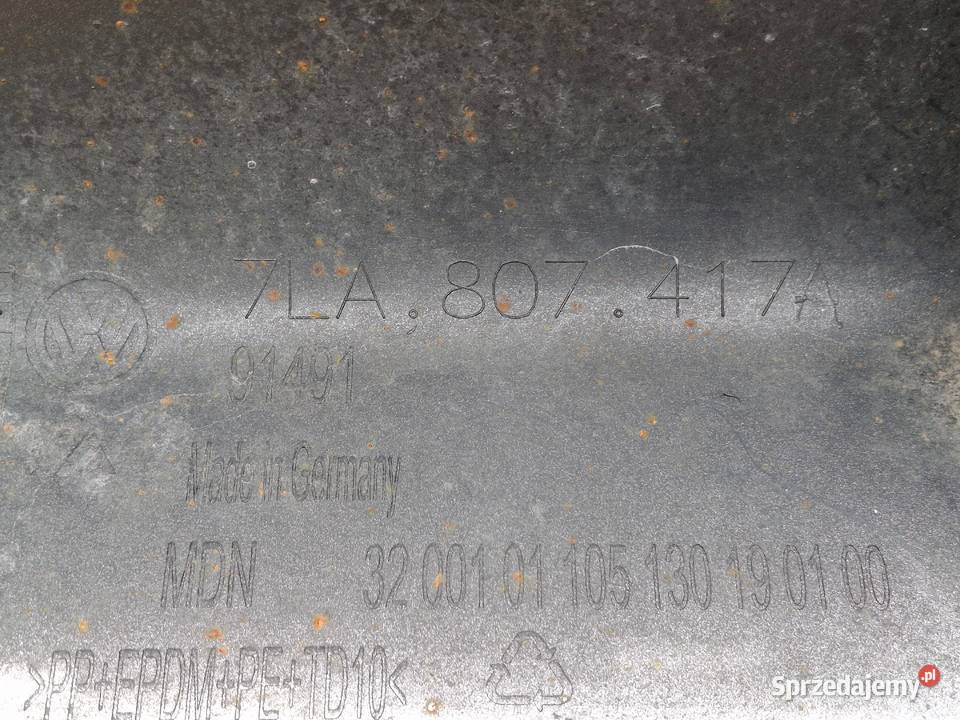 7LA.807.417A
91491
Made in Germany
MDN 32 001 01 105 130 19 01 00
>PP+EPDM+PE+TD10<
Sprzedajemy.pl